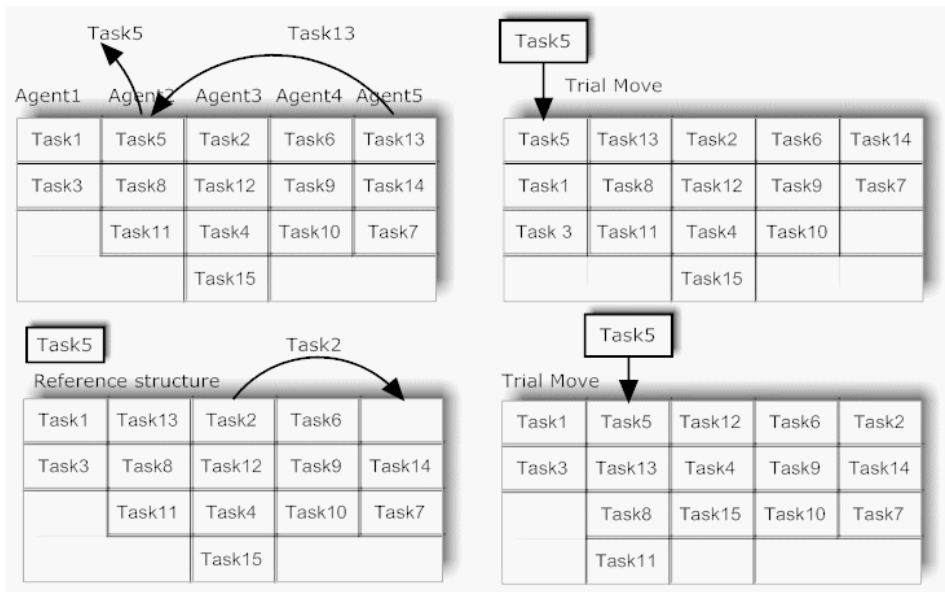 Task5 Task13
Agent1 Agent2 Agent3 Agent4 Agent5
Task1 Task5 Task2 Task6 Task13
Task3 Task8 Task12 Task9 Task14
Task11 Task4 Task10 Task7
Task15
Task5
Trial Move
Task5 Task13 Task2 Task6 Task14
Task1 Task8 Task12 Task9 Task7
Task 3 Task11 Task4 Task10
Task15
Task5 Task2
Reference structure
Task1 Task13 Task2 Task6
Task3 Task8 Task12 Task9 Task14
Task11 Task4 Task10 Task7
Task15
Task5
Trial Move
Task1 Task5 Task12 Task6 Task2
Task3 Task13 Task4 Task9 Task14
Task8 Task15 Task10 Task7
Task11